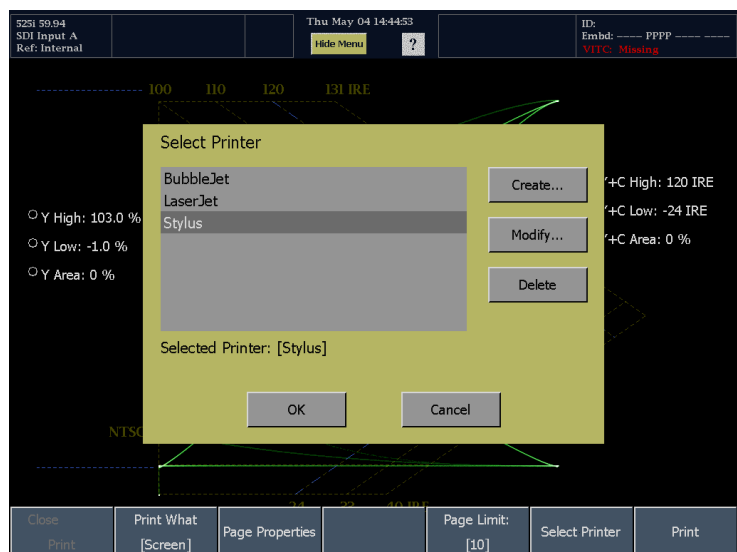 525i 59.94
SDI Input A
Ref: Internal
Thu May 04 14:44:53
Hide Menu
?
ID:
Embd: ---- PPPP ---- ----
VITC: Missing
100 110 120 131 IRE
Select Printer
BubbleJet
LaserJet
Stylus
Create...
Modify...
Delete
Selected Printer: [Stylus]
OK
Cancel
Y High: 103.0 %
Y Low: -1.0 %
Y Area: 0 %
Y+C High: 120 IRE
Y+C Low: -24 IRE
Y+C Area: 0 %
NTSC
Close
Print
Print What
[Screen]
Page Properties
Page Limit:
[10]
Select Printer
Print